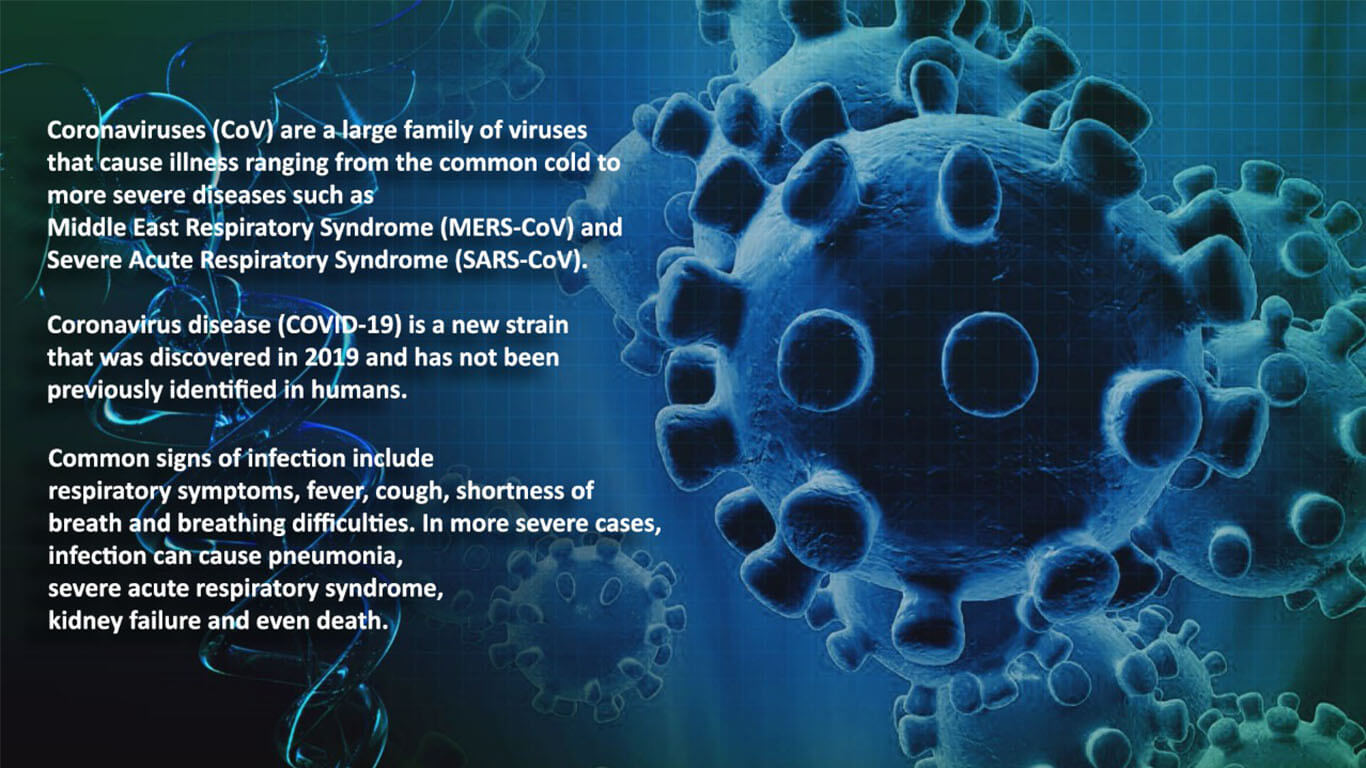 Coronaviruses (CoV) are a large family of viruses
that cause illness ranging from the common cold to
more severe diseases such as
Middle East Respiratory Syndrome (MERS-CoV) and
Severe Acute Respiratory Syndrome (SARS-CoV).
Coronavirus disease (COVID-19) is a new strain
that was discovered in 2019 and has not been
previously identified in humans.
Common signs of infection include
respiratory symptoms, fever, cough, shortness of
breath and breathing difficulties. In more severe cases,
infection can cause pneumonia,
severe acute respiratory syndrome,
kidney failure and even death.